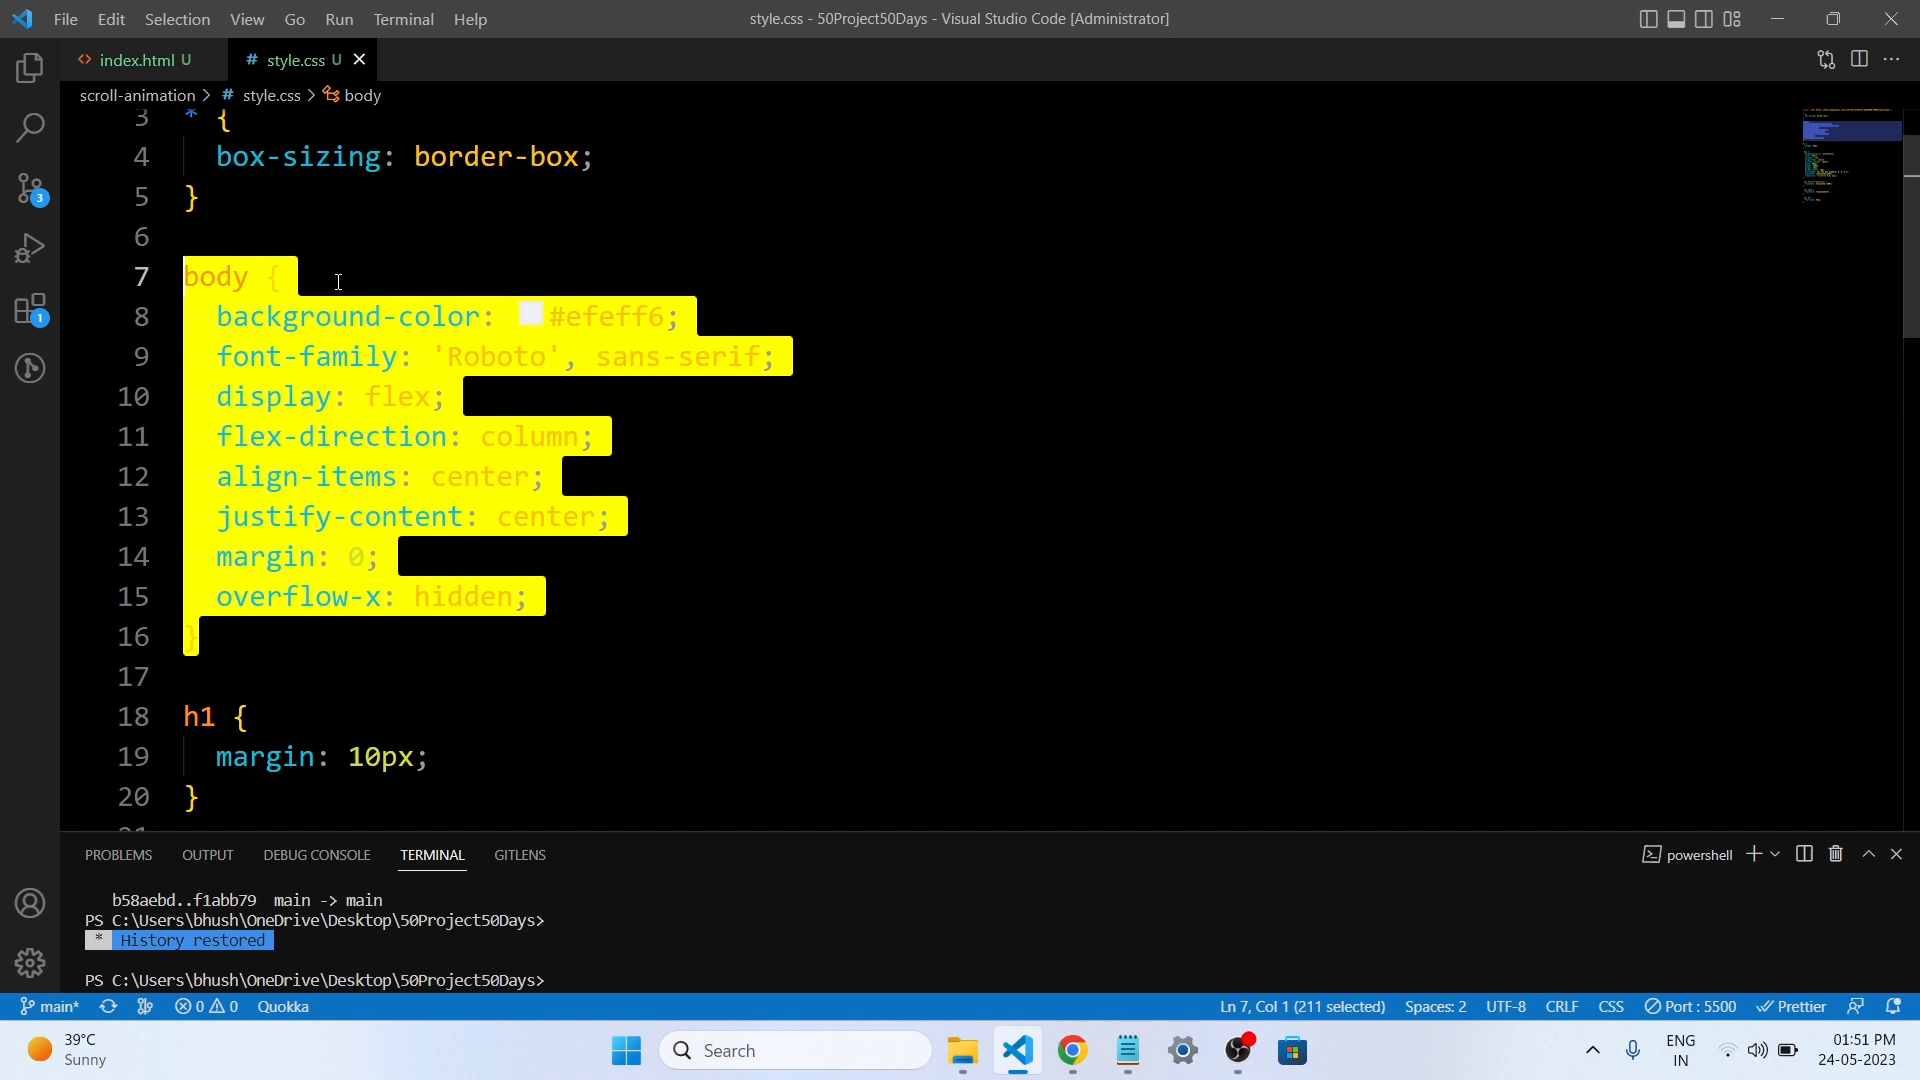 File Edit Selection View Go Run Terminal Help
style.css - 50Project50Days - Visual Studio Code [Administrator]
index.html U
# style.css U
scroll-animation > # style.css > body
3 * {
4 box-sizing: border-box;
5 }
6
7 body {
8 background-color: #efeff6;
9 font-family: 'Roboto', sans-serif;
10 display: flex;
11 flex-direction: column;
12 align-items: center;
13 justify-content: center;
14 margin: 0;
15 overflow-x: hidden;
16 }
17
18 h1 {
19 margin: 10px;
20 }
PROBLEMS OUTPUT DEBUG CONSOLE TERMINAL GITLENS
powershell
b58aebd..f1abb79 main -> main
PS C:\Users\bhush\OneDrive\Desktop\50Project50Days>
* History restored
PS C:\Users\bhush\OneDrive\Desktop\50Project50Days>
3
1
main* 0 0 Quokka
Ln 7, Col 1 (211 selected) Spaces: 2 UTF-8 CRLF CSS Port : 5500 Prettier
39°C
Sunny
Search
ENG
IN
01:51 PM
24-05-2023